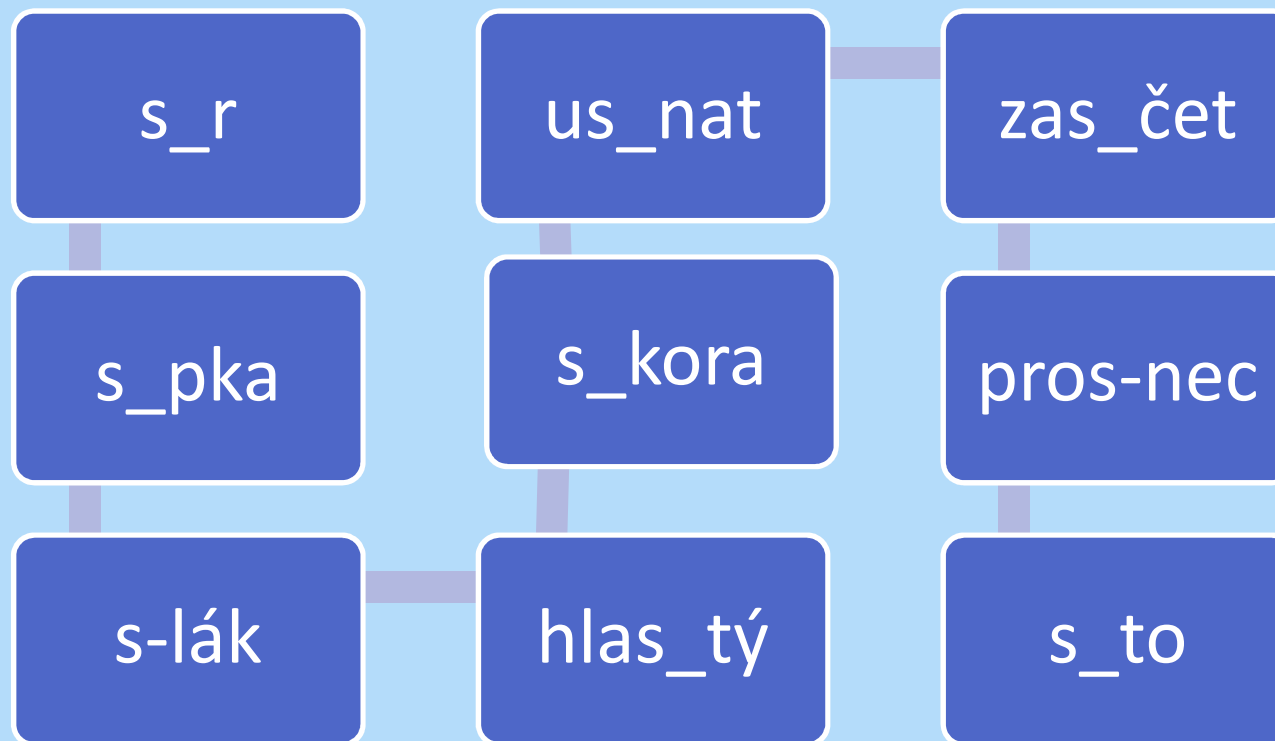 s_r
us_nat
zas_čet
s_pka
s_kora
pros-nec
s-lák
hlas_tý
s_to